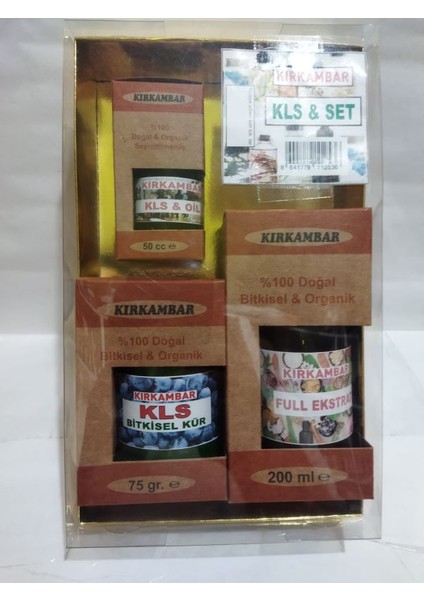 KIRKAMBAR
KLS & SET
KIRKAMBAR
%100
Doğal & Organik
KIRKAMBAR
KLS & OİL
50 cc ℮
KIRKAMBAR
%100 Doğal
Bitkisel & Organik
KIRKAMBAR
FULL EKSTRA
200 ml ℮
KIRKAMBAR
%100 Doğal
Bitkisel & Organik
KIRKAMBAR
KLS
BİTKİSEL KÜR
75 gr. ℮